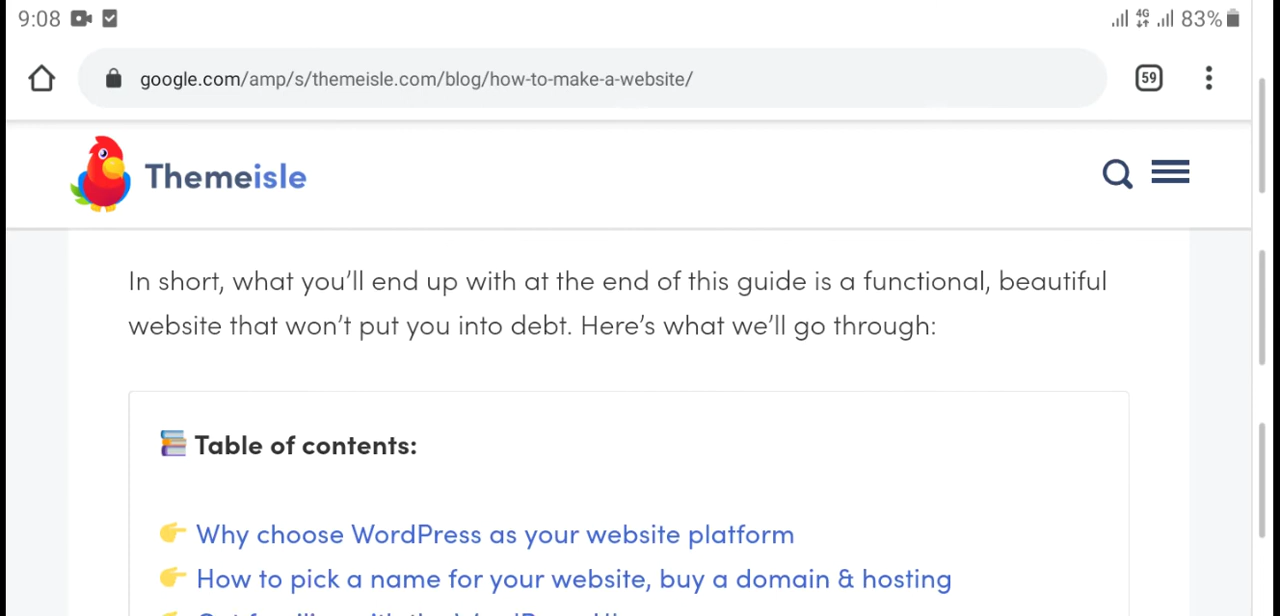 9:08
4G
83%
google.com/amp/s/themeisle.com/blog/how-to-make-a-website/
59
Themeisle
In short, what you'll end up with at the end of this guide is a functional, beautiful
website that won't put you into debt. Here's what we'll go through:
Table of contents:
Why choose WordPress as your website platform
How to pick a name for your website, buy a domain & hosting